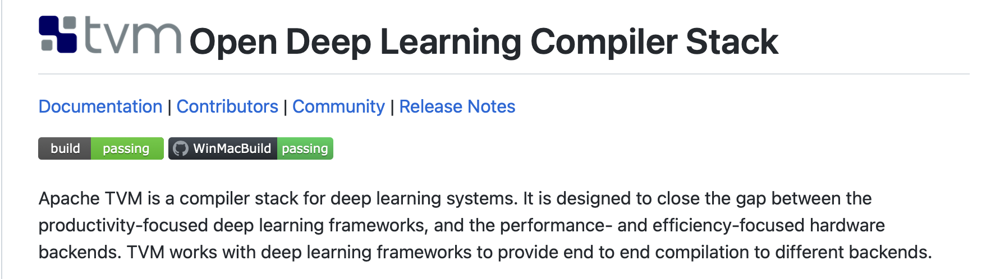 tvm Open Deep Learning Compiler Stack
Documentation | Contributors | Community | Release Notes
build passing WinMacBuild passing
Apache TVM is a compiler stack for deep learning systems. It is designed to close the gap between the
productivity-focused deep learning frameworks, and the performance- and efficiency-focused hardware
backends. TVM works with deep learning frameworks to provide end to end compilation to different backends.